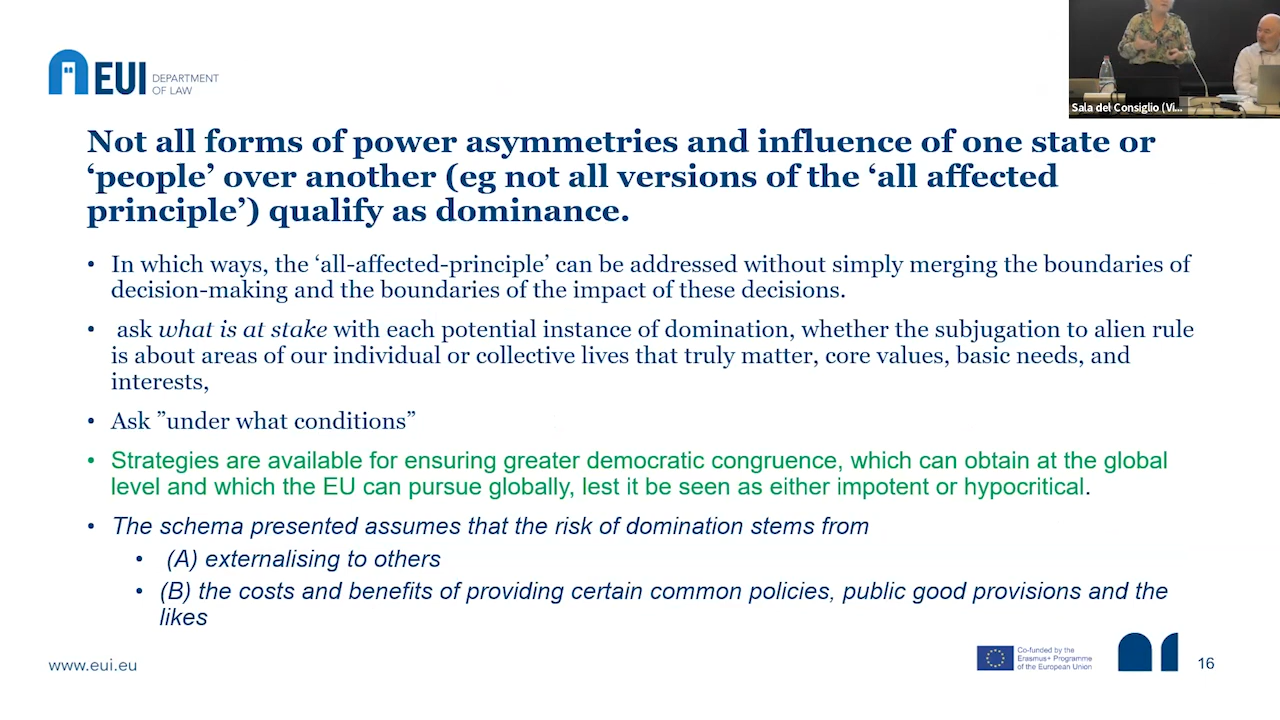 EUI DEPARTMENT
OF LAW
Sala del Consiglio (Vi...
Not all forms of power asymmetries and influence of one state or
‘people’ over another (eg not all versions of the ‘all affected
principle’) qualify as dominance.
• In which ways, the ‘all-affected-principle’ can be addressed without simply merging the boundaries of
decision-making and the boundaries of the impact of these decisions.
• ask what is at stake with each potential instance of domination, whether the subjugation to alien rule
is about areas of our individual or collective lives that truly matter, core values, basic needs, and
interests,
• Ask ”under what conditions”
• Strategies are available for ensuring greater democratic congruence, which can obtain at the global
level and which the EU can pursue globally, lest it be seen as either impotent or hypocritical.
• The schema presented assumes that the risk of domination stems from
• (A) externalising to others
• (B) the costs and benefits of providing certain common policies, public good provisions and the
likes
www.eui.eu
Co-funded by the
Erasmus+ Programme
of the European Union
16